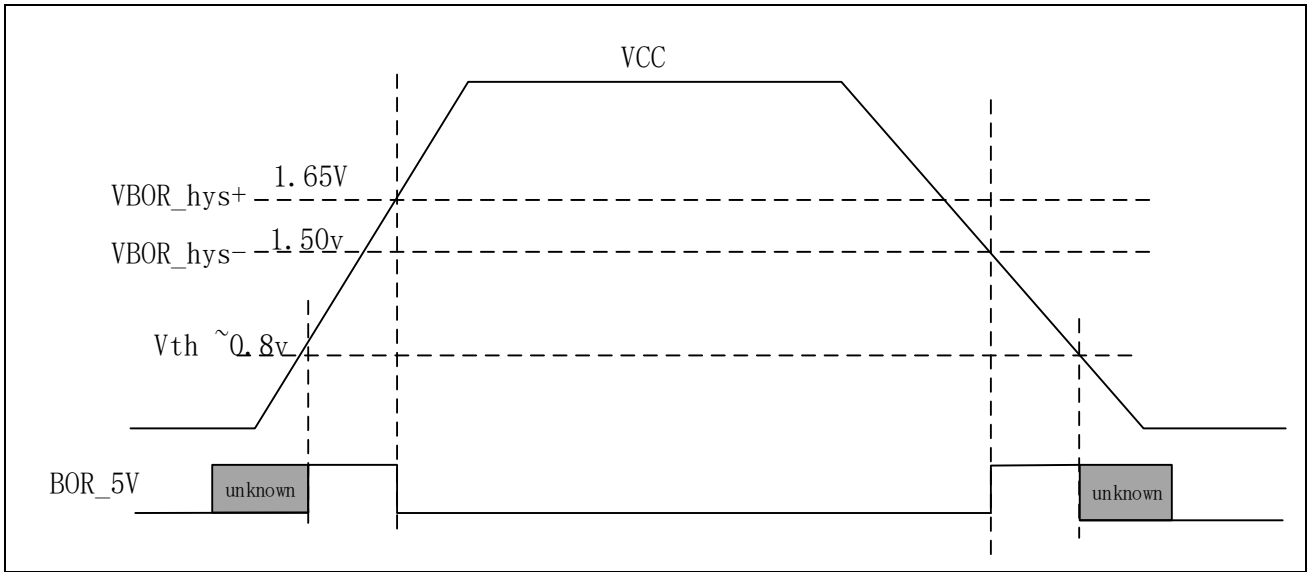 VCC
VBOR_hys+ 1.65V
VBOR_hys- 1.50v
Vth ~0.8v
BOR_5V unknown unknown